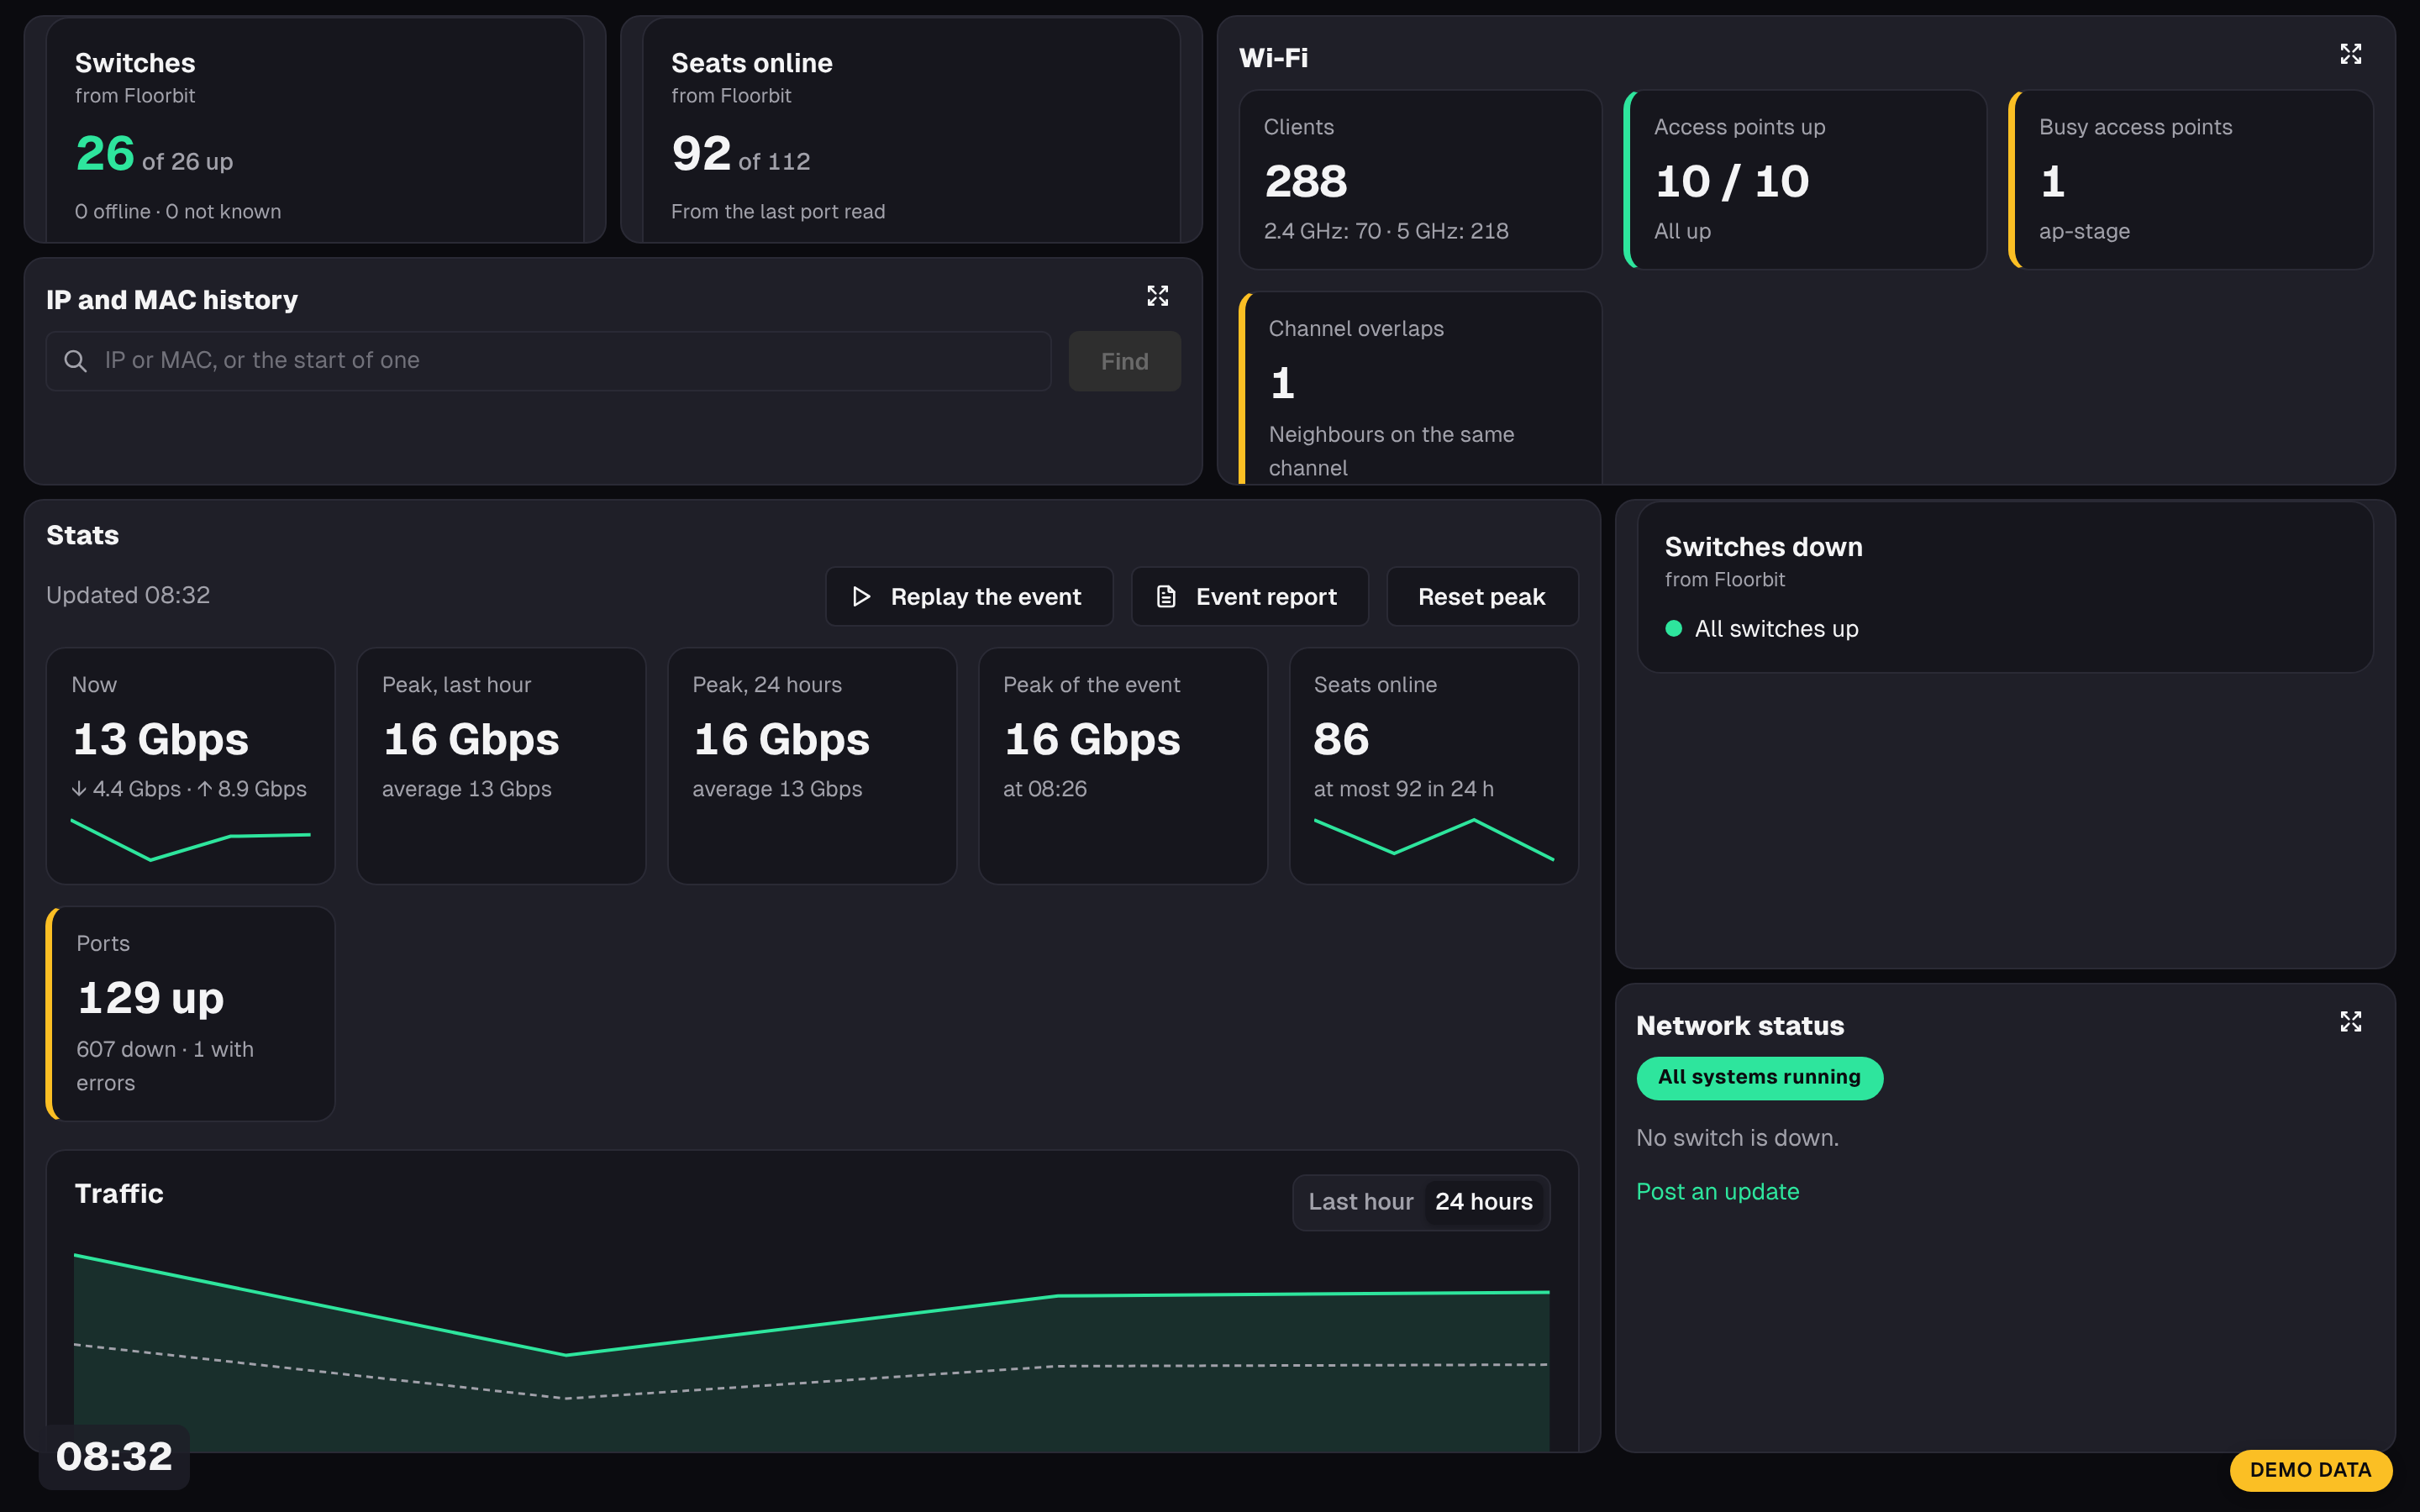 Switches
from Floorbit
26 of 26 up
0 offline · 0 not known
Seats online
from Floorbit
92 of 112
From the last port read
Wi-Fi
Clients
288
2.4 GHz: 70 · 5 GHz: 218
Access points up
10 / 10
All up
Busy access points
1
ap-stage
Channel overlaps
1
Neighbours on the same
channel
IP and MAC history
IP or MAC, or the start of one
Find
Stats
Updated 08:32
Replay the event
Event report
Reset peak
Now
13 Gbps
↓ 4.4 Gbps · ↑ 8.9 Gbps
Peak, last hour
16 Gbps
average 13 Gbps
Peak, 24 hours
16 Gbps
average 13 Gbps
Peak of the event
16 Gbps
at 08:26
Seats online
86
at most 92 in 24 h
Ports
129 up
607 down · 1 with
errors
Traffic
Last hour
24 hours
Switches down
from Floorbit
All switches up
Network status
All systems running
No switch is down.
Post an update
08:32
DEMO DATA